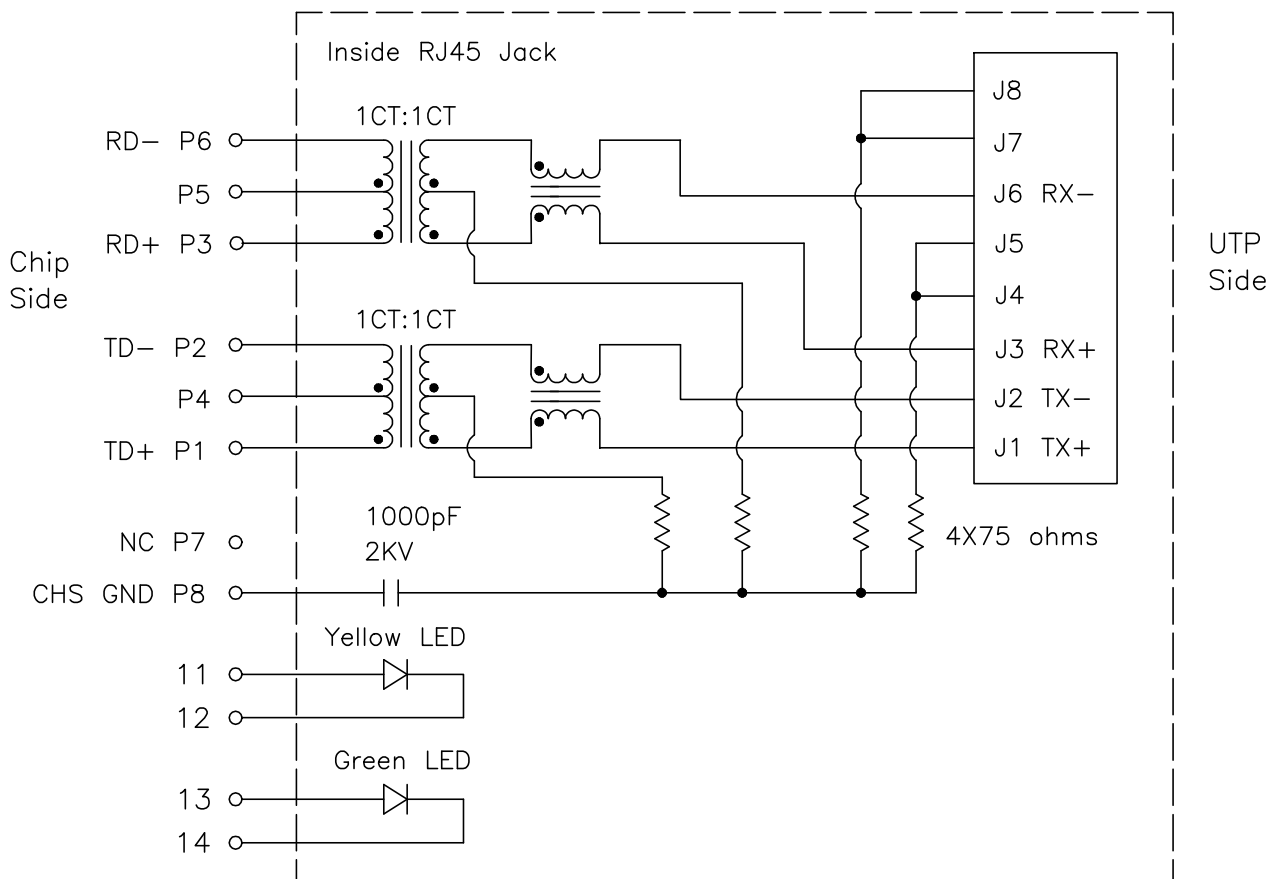 Inside RJ45 Jack
1CT:1CT
RD- P6
P5
RD+ P3
Chip
Side
1CT:1CT
TD- P2
P4
TD+ P1
NC P7
CHS GND P8
1000pF
2KV
4X75 ohms
J8
J7
J6 RX-
J5
J4
J3 RX+
J2 TX-
J1 TX+
UTP
Side
Yellow LED
11
12
Green LED
13
14